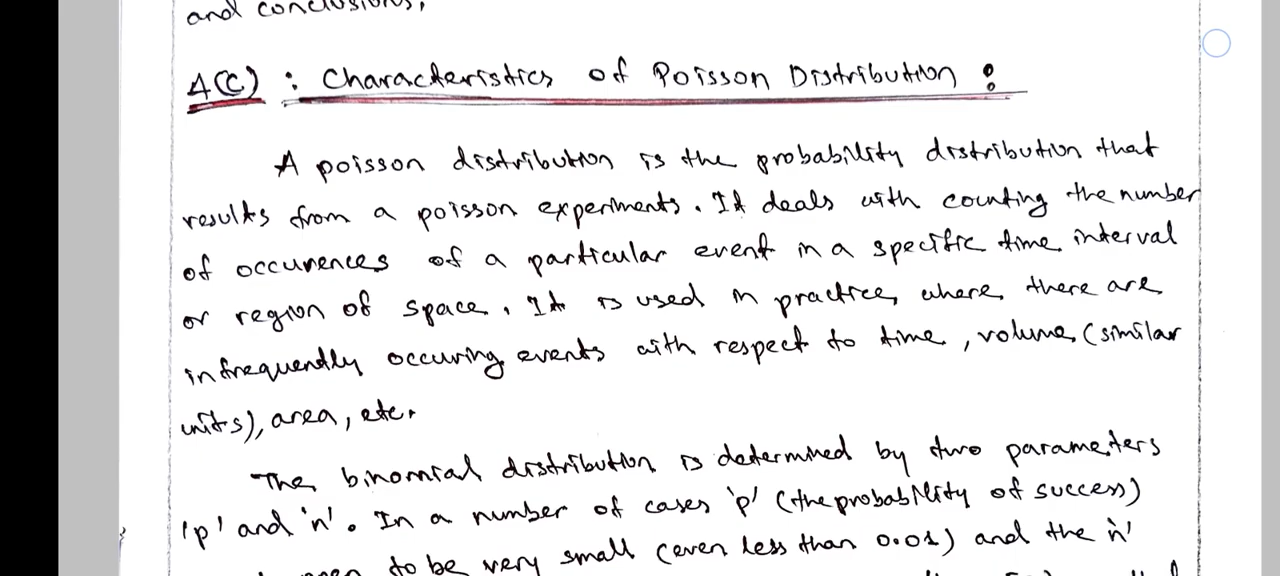 and conclusions,
4(C) : Characteristics of Poisson Distribution :
A poisson distribution is the probability distribution that
results from a poisson experiments. It deals with counting the number
of occurences of a particular event in a specific time interval
or region of space. It is used in practice, where there are
infrequently occuring events with respect to time, volume (similar
units), area, etc.
The binomial distribution is determined by two parameters
'p' and 'n'. In a number of cases 'p' (the probability of success)
to be very small (even less than 0.01) and the 'n'